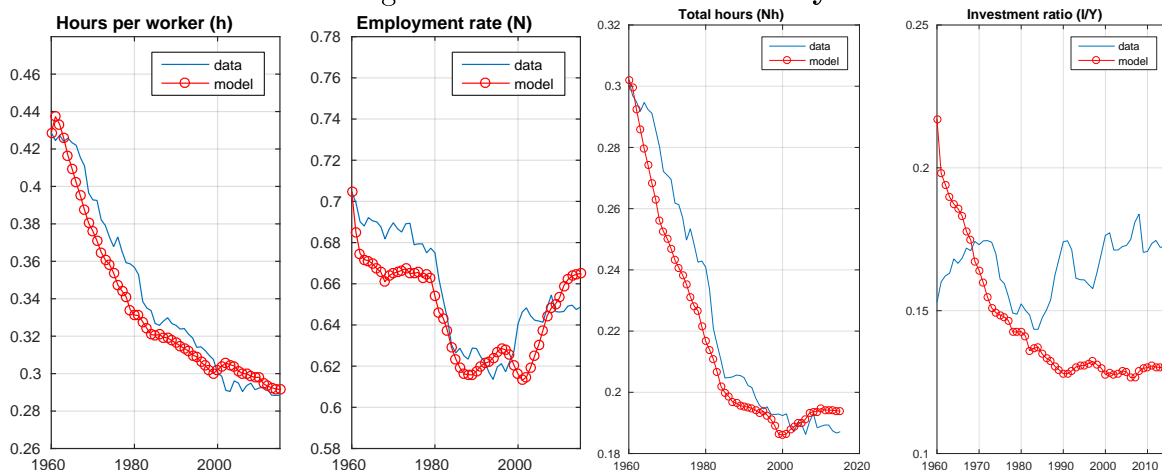 Hours per worker (h)
0.46
0.44
0.42
0.4
0.38
0.36
0.34
0.32
0.3
0.28
0.26
1960 1980 2000
data
model
Employment rate (N)
0.78
0.76
0.74
0.72
0.7
0.68
0.66
0.64
0.62
0.6
0.58
1960 1980 2000
data
model
Total hours (Nh)
0.32
0.3
0.28
0.26
0.24
0.22
0.2
0.18
1960 1980 2000 2020
data
model
Investment ratio (I/Y)
0.2
0.15
0.1
1960 1970 1980 1990 2000 2010
data
model